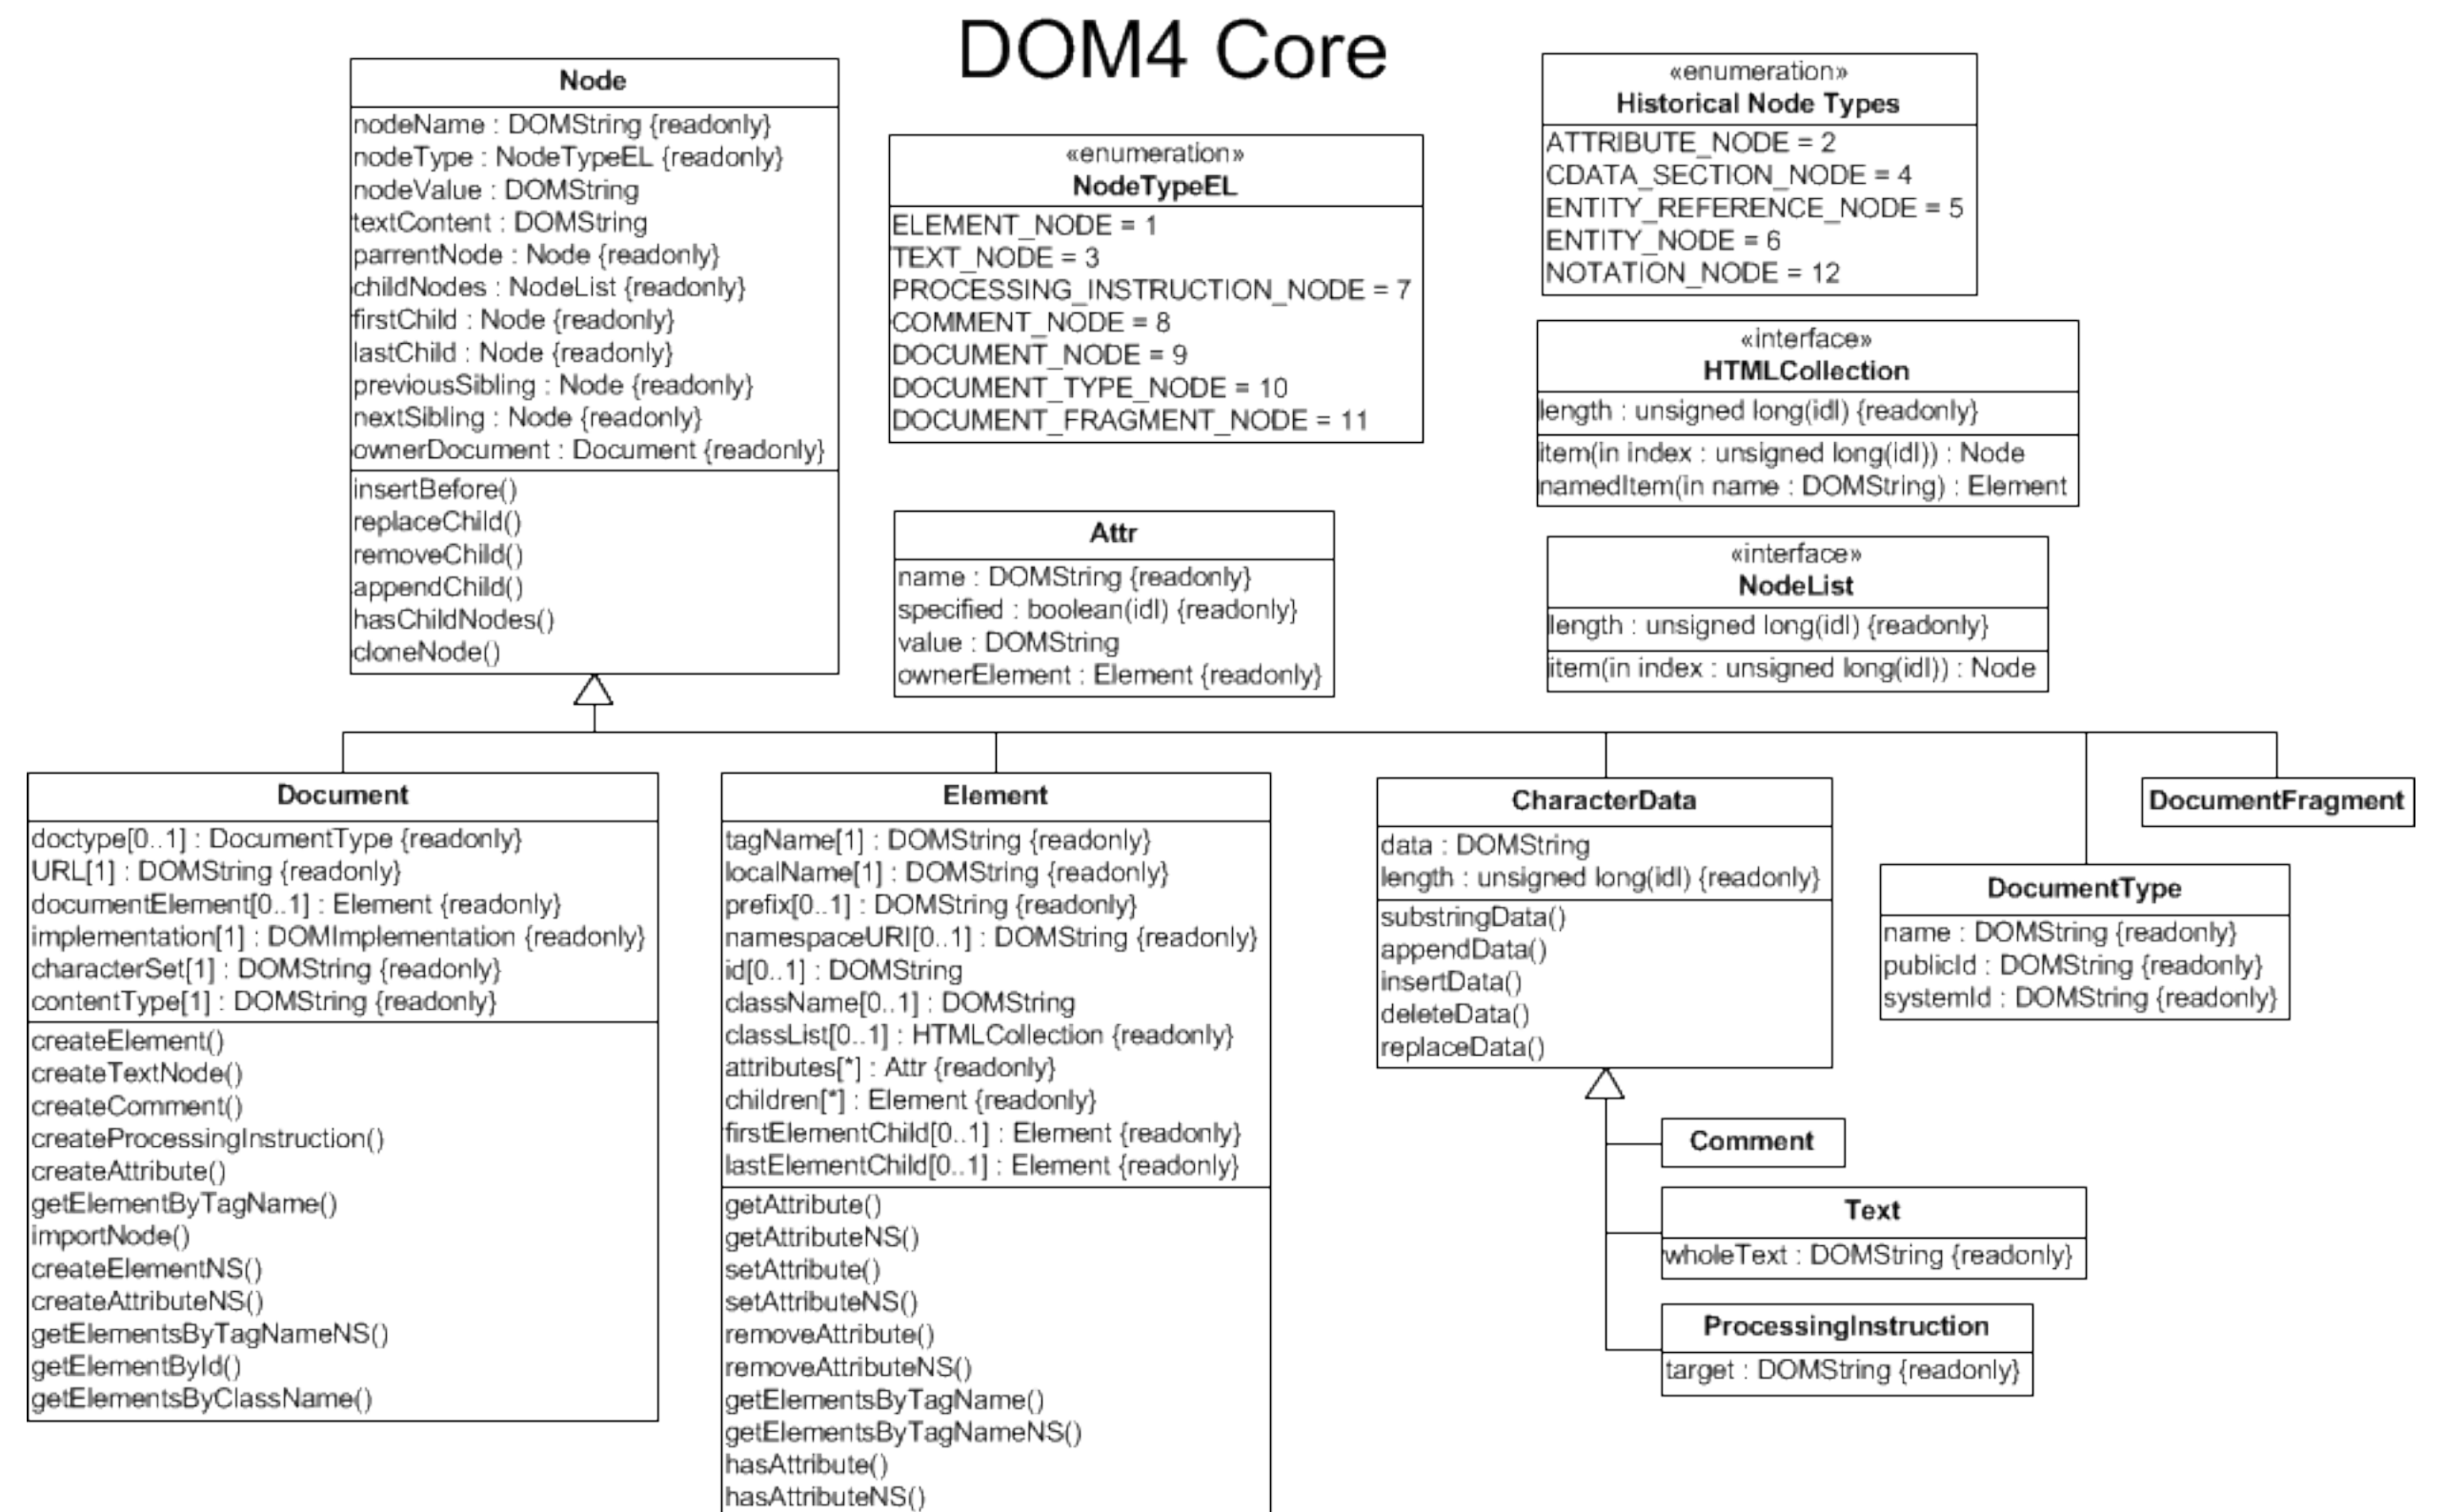 DOM4 Core
Node
nodeName : DOMString {readonly}
nodeType : NodeTypeEL {readonly}
nodeValue : DOMString
textContent : DOMString
parrentNode : Node {readonly}
childNodes : NodeList {readonly}
firstChild : Node {readonly}
lastChild : Node {readonly}
previousSibling : Node {readonly}
nextSibling : Node {readonly}
ownerDocument : Document {readonly}
insertBefore()
replaceChild()
removeChild()
appendChild()
hasChildNodes()
cloneNode()
«enumeration»
NodeTypeEL
ELEMENT_NODE = 1
TEXT_NODE = 3
PROCESSING_INSTRUCTION_NODE = 7
COMMENT_NODE = 8
DOCUMENT_NODE = 9
DOCUMENT_TYPE_NODE = 10
DOCUMENT_FRAGMENT_NODE = 11
«enumeration»
Historical Node Types
ATTRIBUTE_NODE = 2
CDATA_SECTION_NODE = 4
ENTITY_REFERENCE_NODE = 5
ENTITY_NODE = 6
NOTATION_NODE = 12
«interface»
HTMLCollection
length : unsigned long(idl) {readonly}
item(in index : unsigned long(idl)) : Node
namedItem(in name : DOMString) : Element
Attr
name : DOMString {readonly}
specified : boolean(idl) {readonly}
value : DOMString
ownerElement : Element {readonly}
«interface»
NodeList
length : unsigned long(idl) {readonly}
item(in index : unsigned long(idl)) : Node
Document
doctype[0..1] : DocumentType {readonly}
URL[1] : DOMString {readonly}
documentElement[0..1] : Element {readonly}
implementation[1] : DOMImplementation {readonly}
characterSet[1] : DOMString {readonly}
contentType[1] : DOMString {readonly}
createElement()
createTextNode()
createComment()
createProcessingInstruction()
createAttribute()
getElementByTagName()
importNode()
createElementNS()
createAttributeNS()
getElementsByTagNameNS()
getElementById()
getElementsByClassName()
Element
tagName[1] : DOMString {readonly}
localName[1] : DOMString {readonly}
prefix[0..1] : DOMString {readonly}
namespaceURI[0..1] : DOMString {readonly}
id[0..1] : DOMString
className[0..1] : DOMString
classList[0..1] : HTMLCollection {readonly}
attributes[*] : Attr {readonly}
children[*] : Element {readonly}
firstElementChild[0..1] : Element {readonly}
lastElementChild[0..1] : Element {readonly}
getAttribute()
getAttributeNS()
setAttribute()
setAttributeNS()
removeAttribute()
removeAttributeNS()
getElementsByTagName()
getElementsByTagNameNS()
hasAttribute()
hasAttributeNS()
CharacterData
data : DOMString
length : unsigned long(idl) {readonly}
substringData()
appendData()
insertData()
deleteData()
replaceData()
DocumentFragment
DocumentType
name : DOMString {readonly}
publicId : DOMString {readonly}
systemId : DOMString {readonly}
Comment
Text
wholeText : DOMString {readonly}
ProcessingInstruction
target : DOMString {readonly}